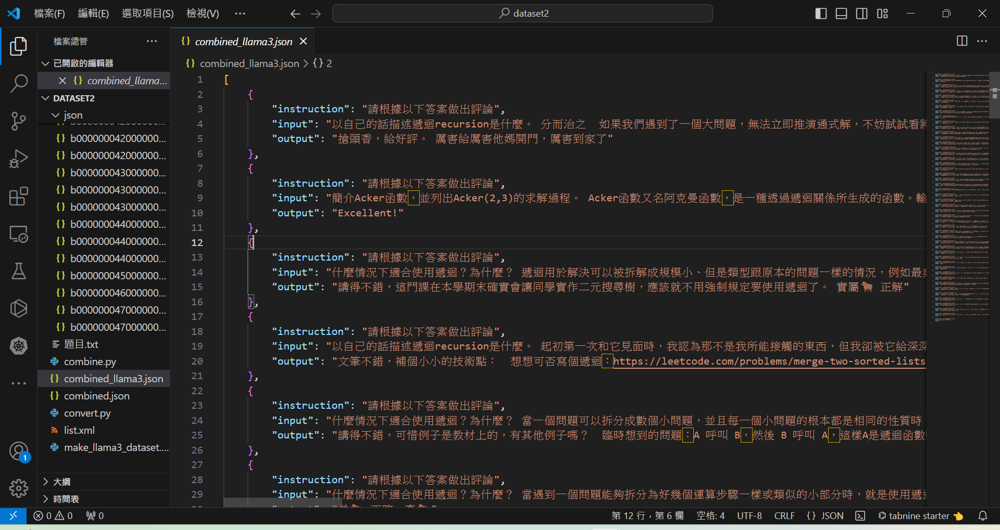 檔案(F) 編輯(E) 選取項目(S) 檢視(V) ··· dataset2
檔案總管
已開啟的編輯器
combined_llama...
DATASET2
json
b000000042000000...
b000000042000000...
b000000043000000...
b000000043000000...
b000000043000000...
b000000044000000...
b000000044000000...
b000000044000000...
b000000045000000...
b000000046000000...
b000000047000000...
b000000047000000...
題目.txt
combine.py
combined_llama3.json
combined.json
convert.py
list.xml
make_llama3_dataset....
大綱
時間表
1
combined_llama3.json
combined_llama3.json > {} 2
1 [
2 {
3 "instruction": "請根據以下答案做出評論",
4 "input": "以自己的話描述遞迴recursion是什麼。 分而治之  如果我們遇到了一個大問題，無法立即推演通式解，不妨試試看將
5 "output": "搶頭香，給好評。 厲害給厲害他媽開門，厲害到家了"
6 },
7 {
8 "instruction": "請根據以下答案做出評論",
9 "input": "簡介Acker函數，並列出Acker(2,3)的求解過程。 Acker函數又名阿克曼函數，是一種透過遞迴關係所生成的函數。輸
10 "output": "Excellent!"
11 },
12 {
13 "instruction": "請根據以下答案做出評論",
14 "input": "什麼情況下適合使用遞迴？為什麼？ 遞迴用於解決可以被拆解成規模小、但是類型跟原本的問題一樣的情況，例如最
15 "output": "講得不錯，這門課在本學期末確實會讓同學實作二元搜尋樹，應該就不用強制規定要使用遞迴了。 實屬🐂 正解"
16 },
17 {
18 "instruction": "請根據以下答案做出評論",
19 "input": "以自己的話描述遞迴recursion是什麼。 起初第一次和它見面時，我認為那不是我所能接觸的東西，但我卻被它給深深
20 "output": "文筆不錯，補個小小的技術點：  想想可否寫個遞迴：https://leetcode.com/problems/merge-two-sorted-lists
21 },
22 {
23 "instruction": "請根據以下答案做出評論",
24 "input": "什麼情況下適合使用遞迴？為什麼？ 當一個問題可以拆分成數個小問題，並且每一個小問題的根本都是相同的性質時
25 "output": "講得不錯，可惜例子是教材上的，有其他例子嗎？  臨時想到的問題：A 呼叫 B，然後 B 呼叫 A，這樣A是遞迴函數
26 },
27 {
28 "instruction": "請根據以下答案做出評論",
29 "input": "什麼情況下適合使用遞迴？為什麼？ 當遇到一個問題能夠拆分為好幾個運算步驟一樣或類似的小部分時，就是使用遞
0 0 0 第 12 行，第 6 欄 空格: 4 UTF-8 CRLF {} JSON tabnine starter 👈